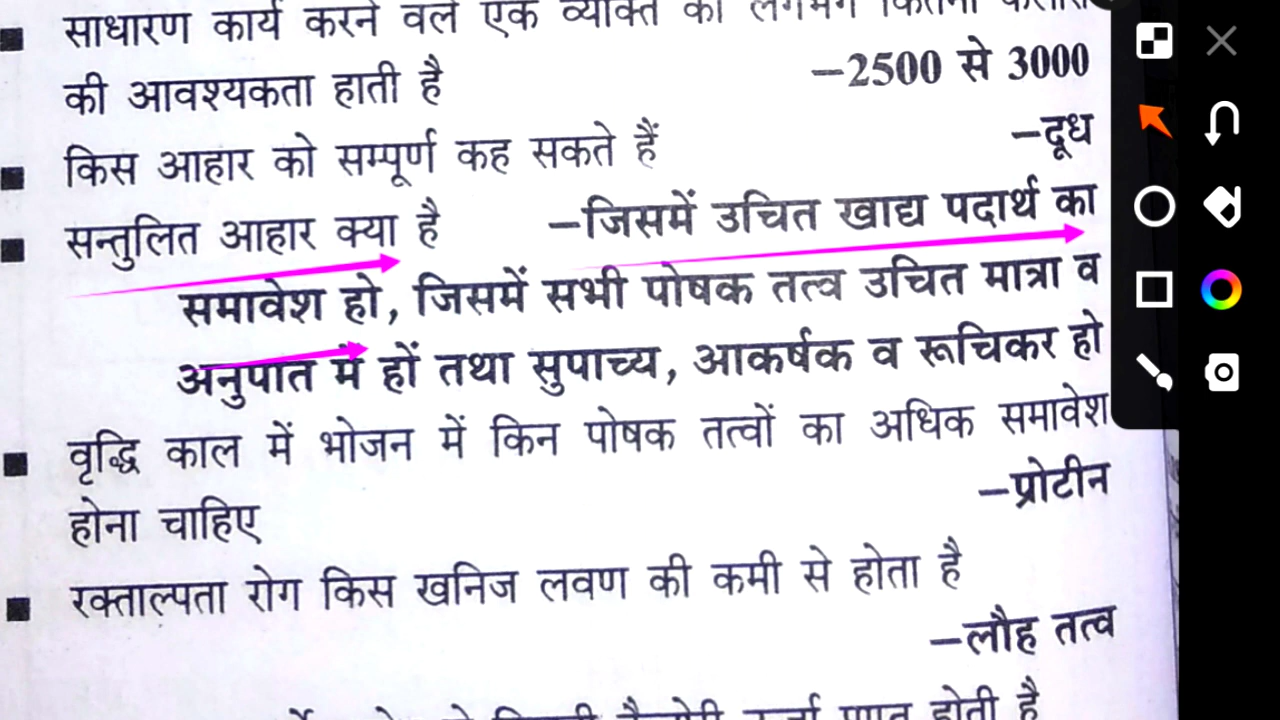 साधारण कार्य करने वाले एक व्यक्ति को लगभग कितनी
की आवश्यकता हाती है –2500 से 3000
किस आहार को सम्पूर्ण कह सकते हैं –दूध
सन्तुलित आहार क्या है –जिसमें उचित खाद्य पदार्थ का
समावेश हो, जिसमें सभी पोषक तत्व उचित मात्रा व
अनुपात में हों तथा सुपाच्य, आकर्षक व रूचिकर हो
वृद्धि काल में भोजन में किन पोषक तत्वों का अधिक समावेश
होना चाहिए –प्रोटीन
रक्ताल्पता रोग किस खनिज लवण की कमी से होता है
–लौह तत्व
होती है